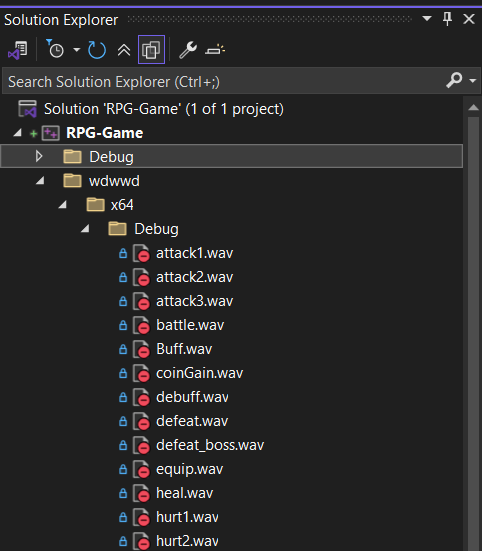 Solution Explorer
Search Solution Explorer (Ctrl+;)
Solution 'RPG-Game' (1 of 1 project)
RPG-Game
Debug
wdwwd
x64
Debug
attack1.wav
attack2.wav
attack3.wav
battle.wav
Buff.wav
coinGain.wav
debuff.wav
defeat.wav
defeat_boss.wav
equip.wav
heal.wav
hurt1.wav
hurt2.wav